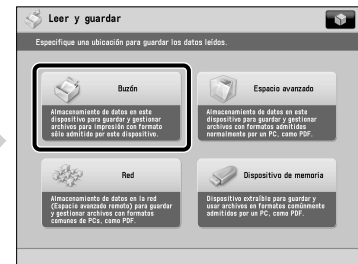 Leer y guardar
Especifique una ubicación para guardar los datos leídos.
Buzón
Almacenamiento de datos en este
dispositivo para guardar y gestionar
archivos para impresión con formato
sólo admitido por este dispositivo.
Espacio avanzado
Almacenamiento de datos en este
dispositivo para guardar y gestionar
archivos con formatos admitidos
normalmente por un PC, como PDF.
Red
Almacenamiento de datos en la red
(Espacio avanzado remoto) para guardar
y gestionar archivos con formatos
comunes de PCs, como PDF.
Dispositivo de memoria
Dispositivo extraíble para guardar y
usar archivos en formatos comúnmente
admitidos por un PC, como PDF.